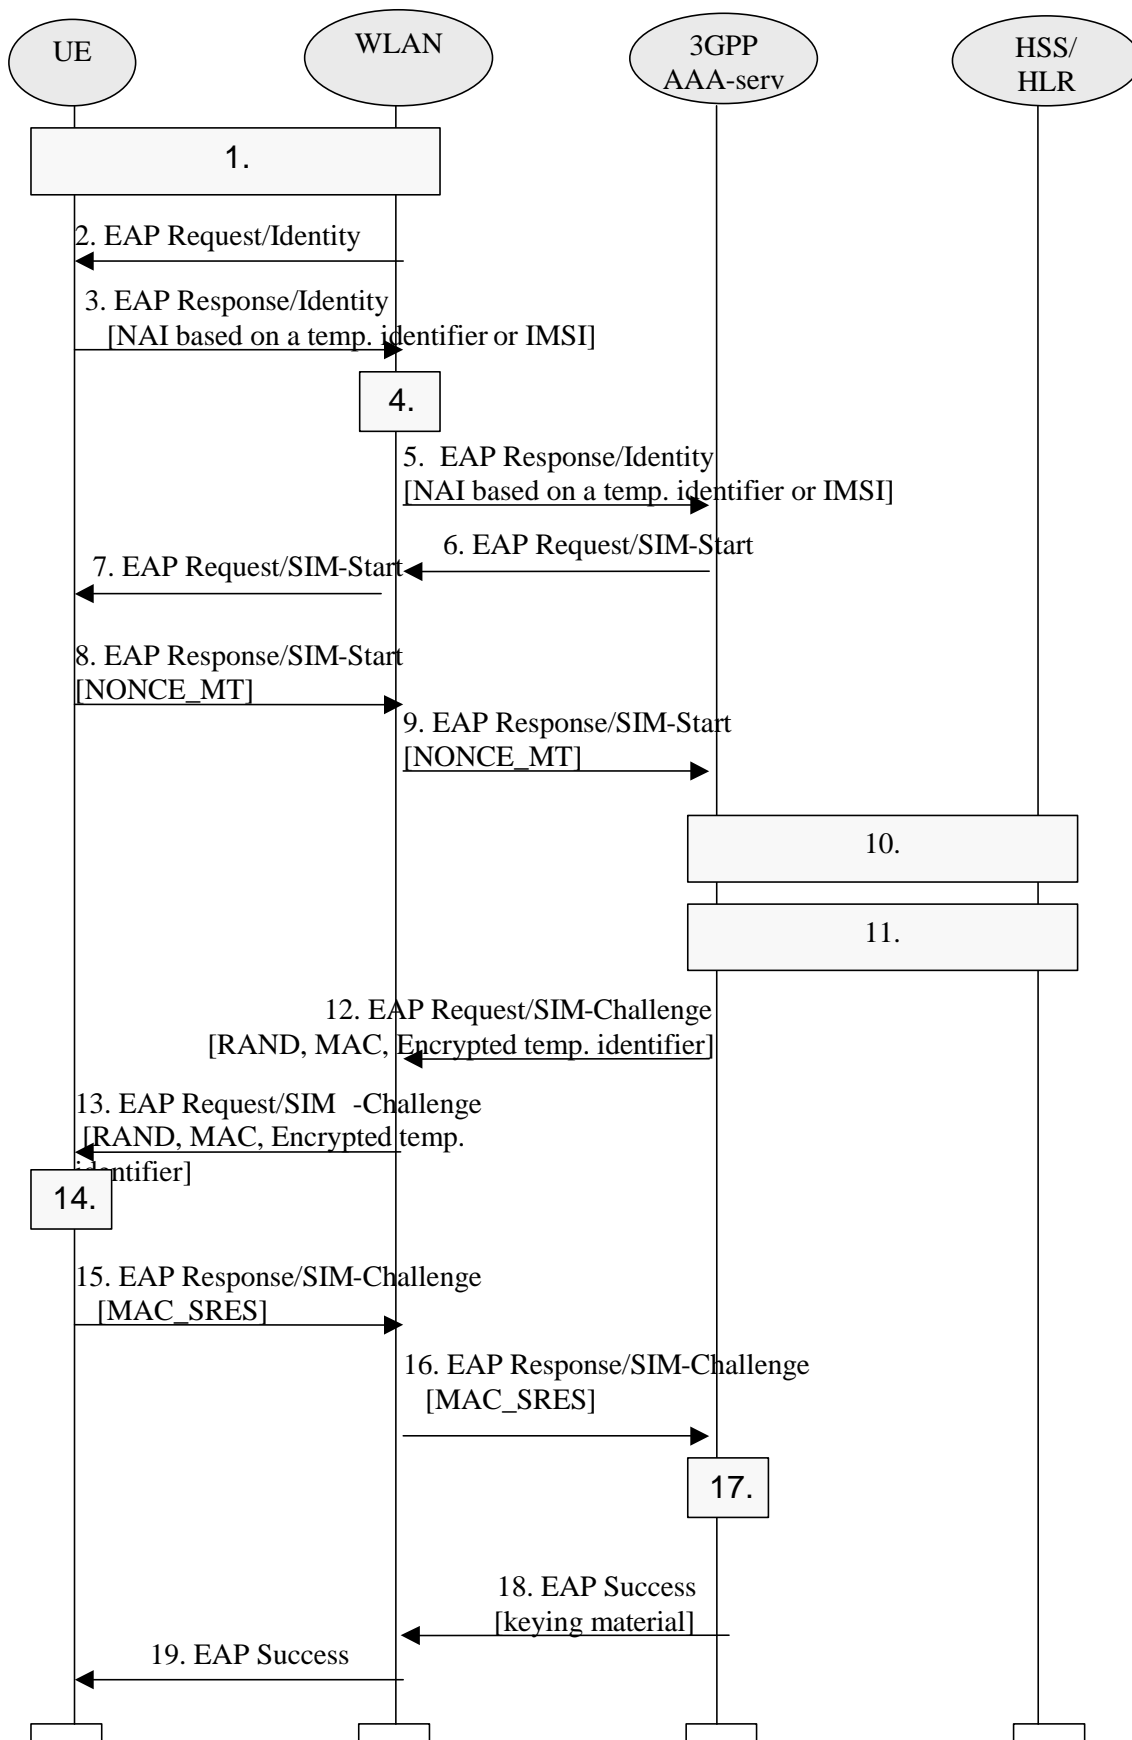 UE
WLAN
3GPP
AAA-serv
HSS/
HLR
1.
2. EAP Request/Identity
3. EAP Response/Identity
[NAI based on a temp. identifier or IMSI]
4.
5.  EAP Response/Identity
[NAI based on a temp. identifier or IMSI]
6. EAP Request/SIM-Start
7. EAP Request/SIM-Start
8. EAP Response/SIM-Start
[NONCE_MT]
9. EAP Response/SIM-Start
[NONCE_MT]
10.
11.
12. EAP Request/SIM-Challenge
[RAND, MAC, Encrypted temp. identifier]
13. EAP Request/SIM  -Challenge
[RAND, MAC, Encrypted temp.
identifier]
14.
15. EAP Response/SIM-Challenge
[MAC_SRES]
16. EAP Response/SIM-Challenge
[MAC_SRES]
17.
18. EAP Success
[keying material]
19. EAP Success